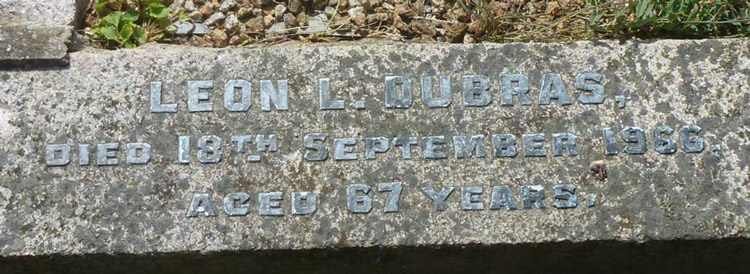 LEON L. DUBRAS,
DIED 18TH SEPTEMBER 1966,
AGED 67 YEARS.